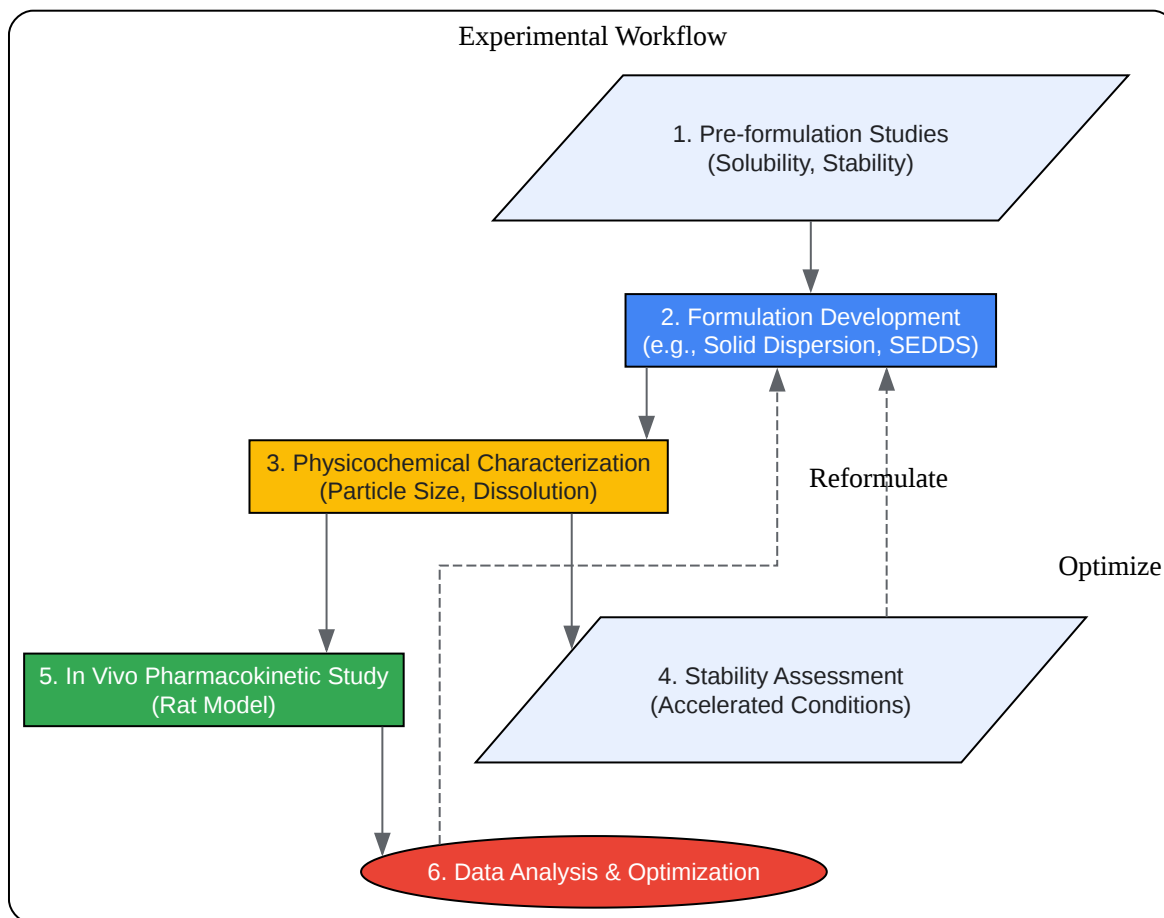 Experimental Workflow
1. Pre-formulation Studies
(Solubility, Stability)
2. Formulation Development
(e.g., Solid Dispersion, SEDDS)
3. Physicochemical Characterization
(Particle Size, Dissolution)
Reformulate
Optimize
5. In Vivo Pharmacokinetic Study
(Rat Model)
4. Stability Assessment
(Accelerated Conditions)
6. Data Analysis & Optimization